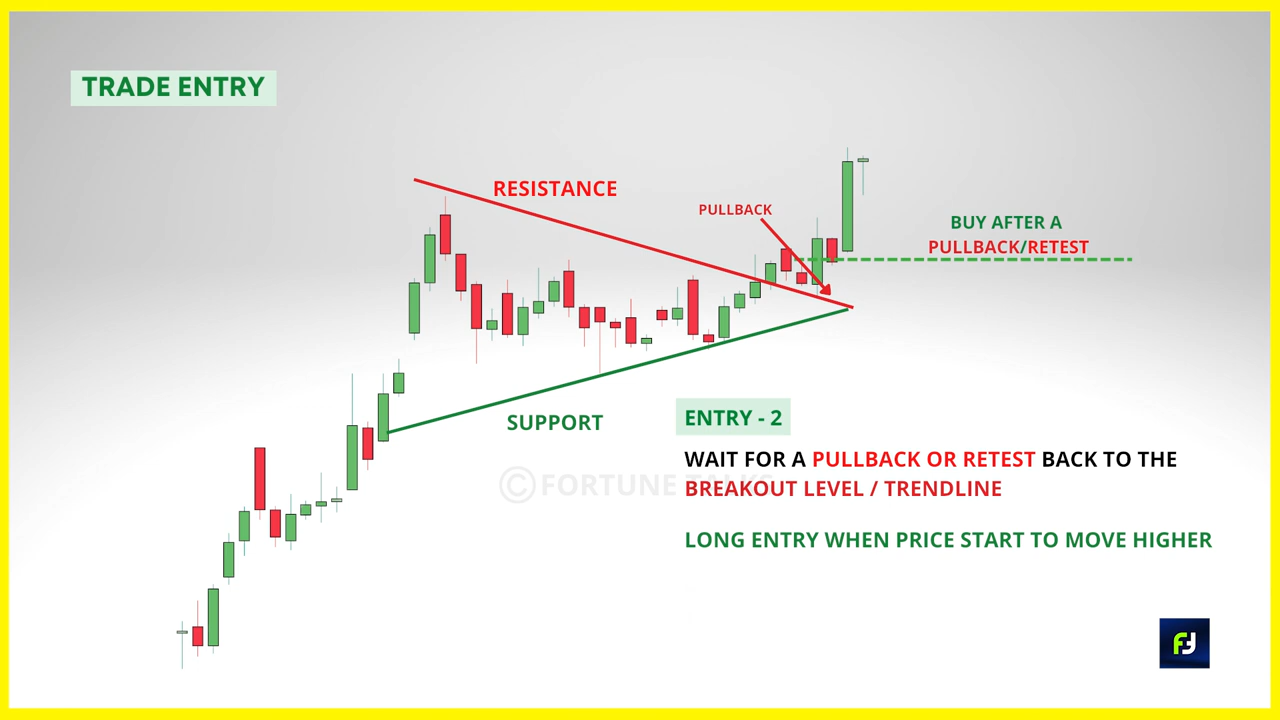 TRADE ENTRY
RESISTANCE
PULLBACK
BUY AFTER A
PULLBACK/RETEST
SUPPORT
ENTRY - 2
WAIT FOR A PULLBACK OR RETEST BACK TO THE
BREAKOUT LEVEL / TRENDLINE
© FORTUNE
LONG ENTRY WHEN PRICE START TO MOVE HIGHER